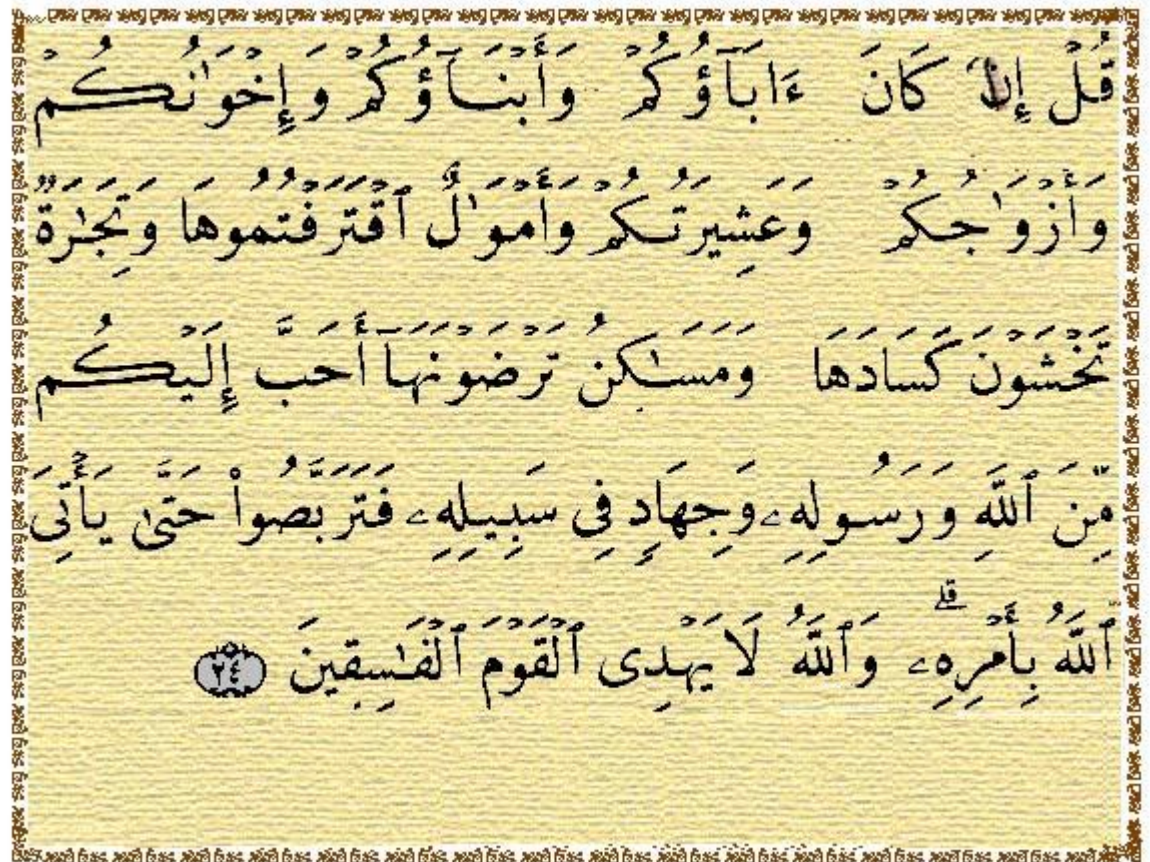 قُلْ إِن كَانَ ءَابَآؤُكُمْ وَأَبْنَآؤُكُمْ وَإِخْوَٰنُكُمْ
وَأَزْوَٰجُكُمْ وَعَشِيرَتُكُمْ وَأَمْوَٰلٌ ٱقْتَرَفْتُمُوهَا وَتِجَٰرَةٌ
تَخْشَوْنَ كَسَادَهَا وَمَسَٰكِنُ تَرْضَوْنَهَآ أَحَبَّ إِلَيْكُم
مِّنَ ٱللَّهِ وَرَسُولِهِۦ وَجِهَادٍ فِى سَبِيلِهِۦ فَتَرَبَّصُوا۟ حَتَّىٰ يَأْتِىَ
ٱللَّهُ بِأَمْرِهِۦ ۗ وَٱللَّهُ لَا يَهْدِى ٱلْقَوْمَ ٱلْفَٰسِقِينَ ٢٤